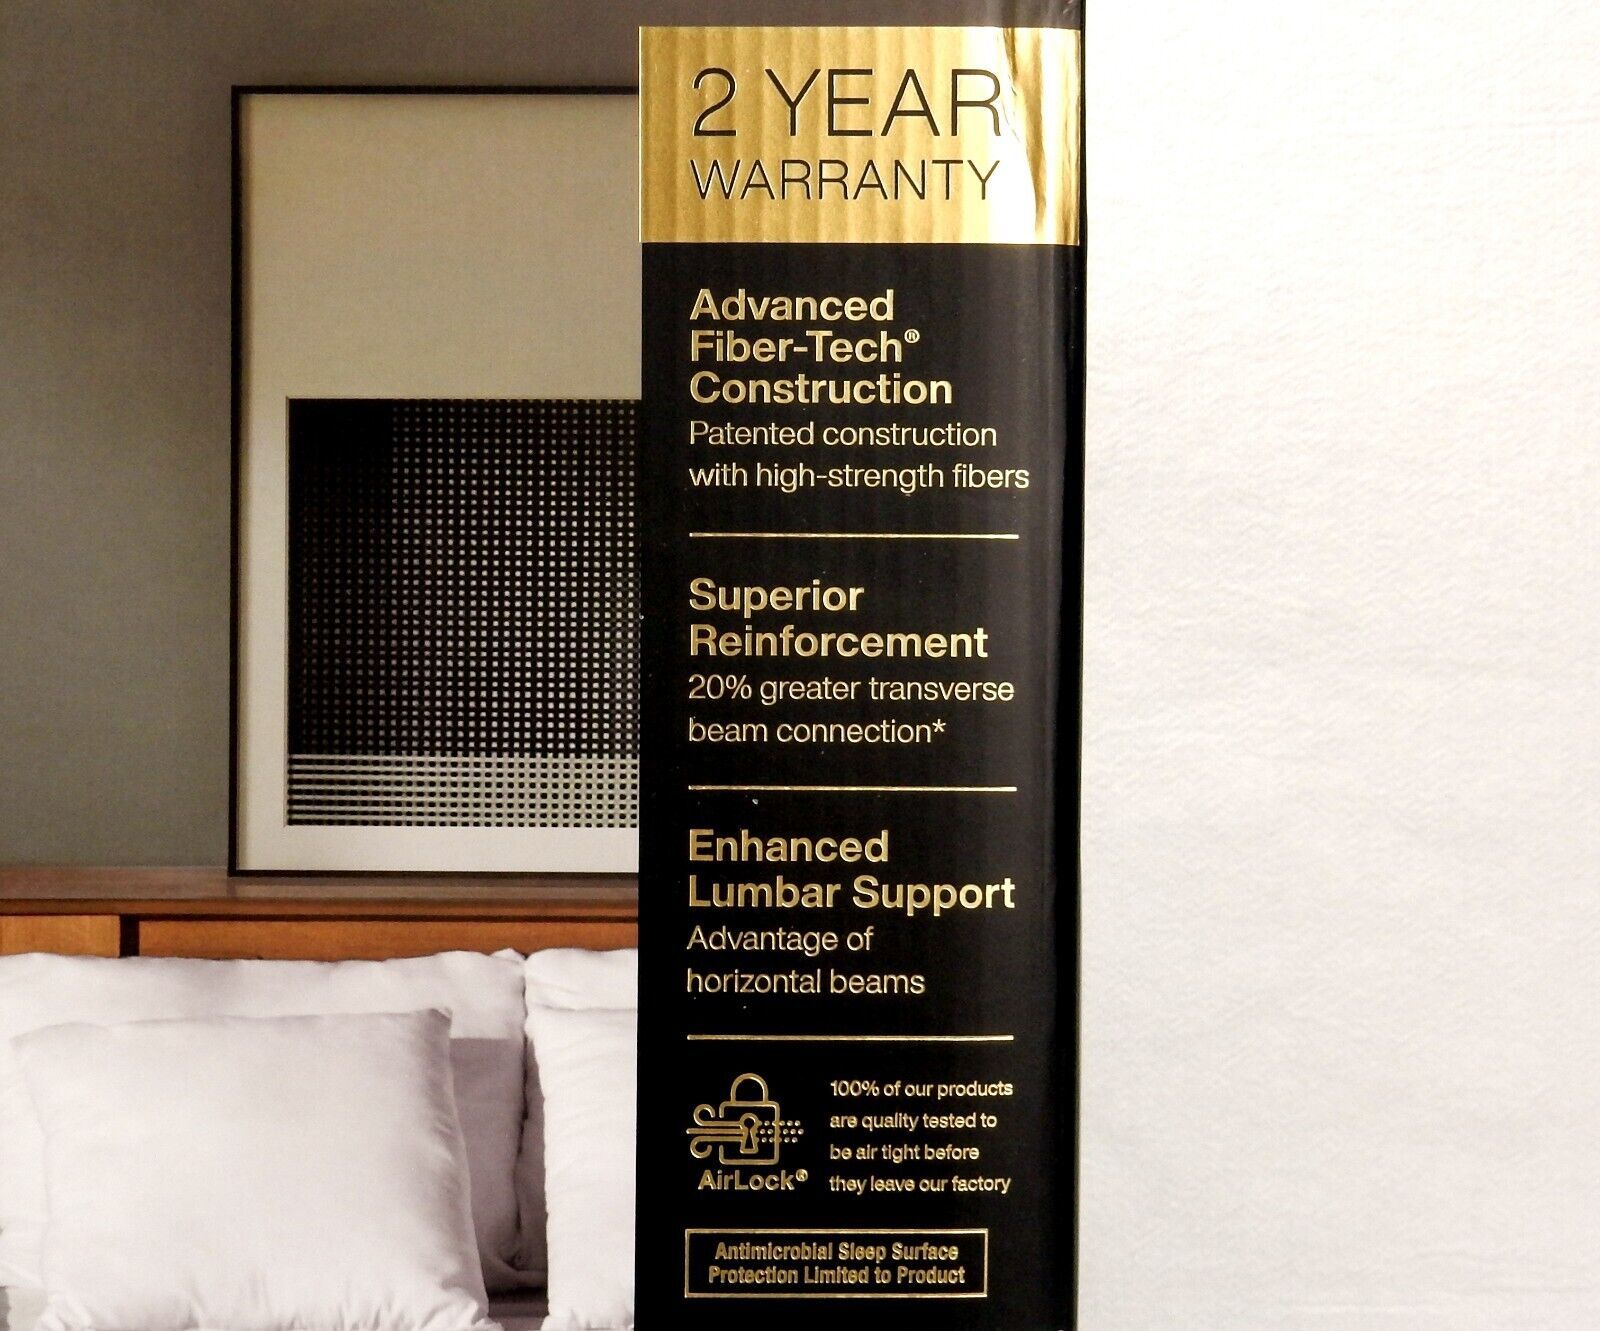 2 YEAR
WARRANTY
Advanced
Fiber-Tech®
Construction
Patented construction
with high-strength fibers
Superior
Reinforcement
20% greater transverse
beam connection*
Enhanced
Lumbar Support
Advantage of
horizontal beams
AirLock®
100% of our products
are quality tested to
be air tight before
they leave our factory
Antimicrobial Sleep Surface
Protection Limited to Product